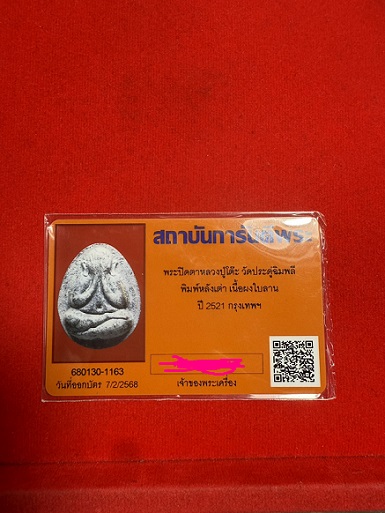 สถาบันการันตีพระ
พระปิดตาหลวงปู่โต๊ะ วัดประดู่ฉิมพลี
พิมพ์หลังเต่า เนื้อผงใบลาน
ปี 2521 กรุงเทพฯ
680130-1163
วันที่ออกบัตร 7/2/2568
เจ้าของพระเครื่อง